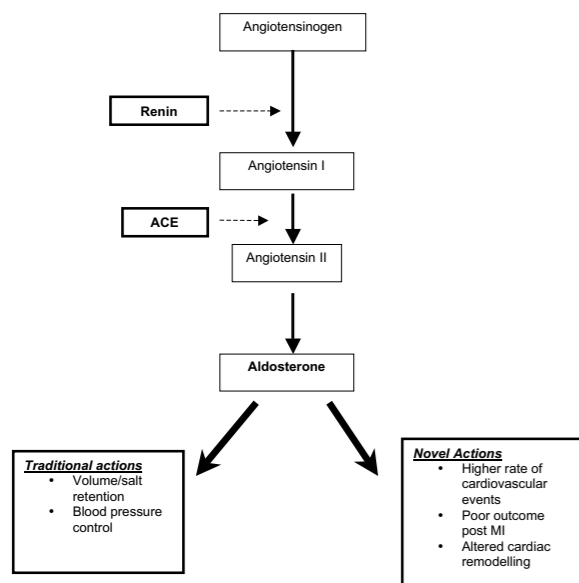 Angiotensinogen
Renin
Angiotensin I
ACE
Angiotensin II
Aldosterone
Traditional actions
• Volume/salt
retention
• Blood pressure
control
Novel Actions
• Higher rate of
cardiovascular
events
• Poor outcome
post MI
• Altered cardiac
remodelling